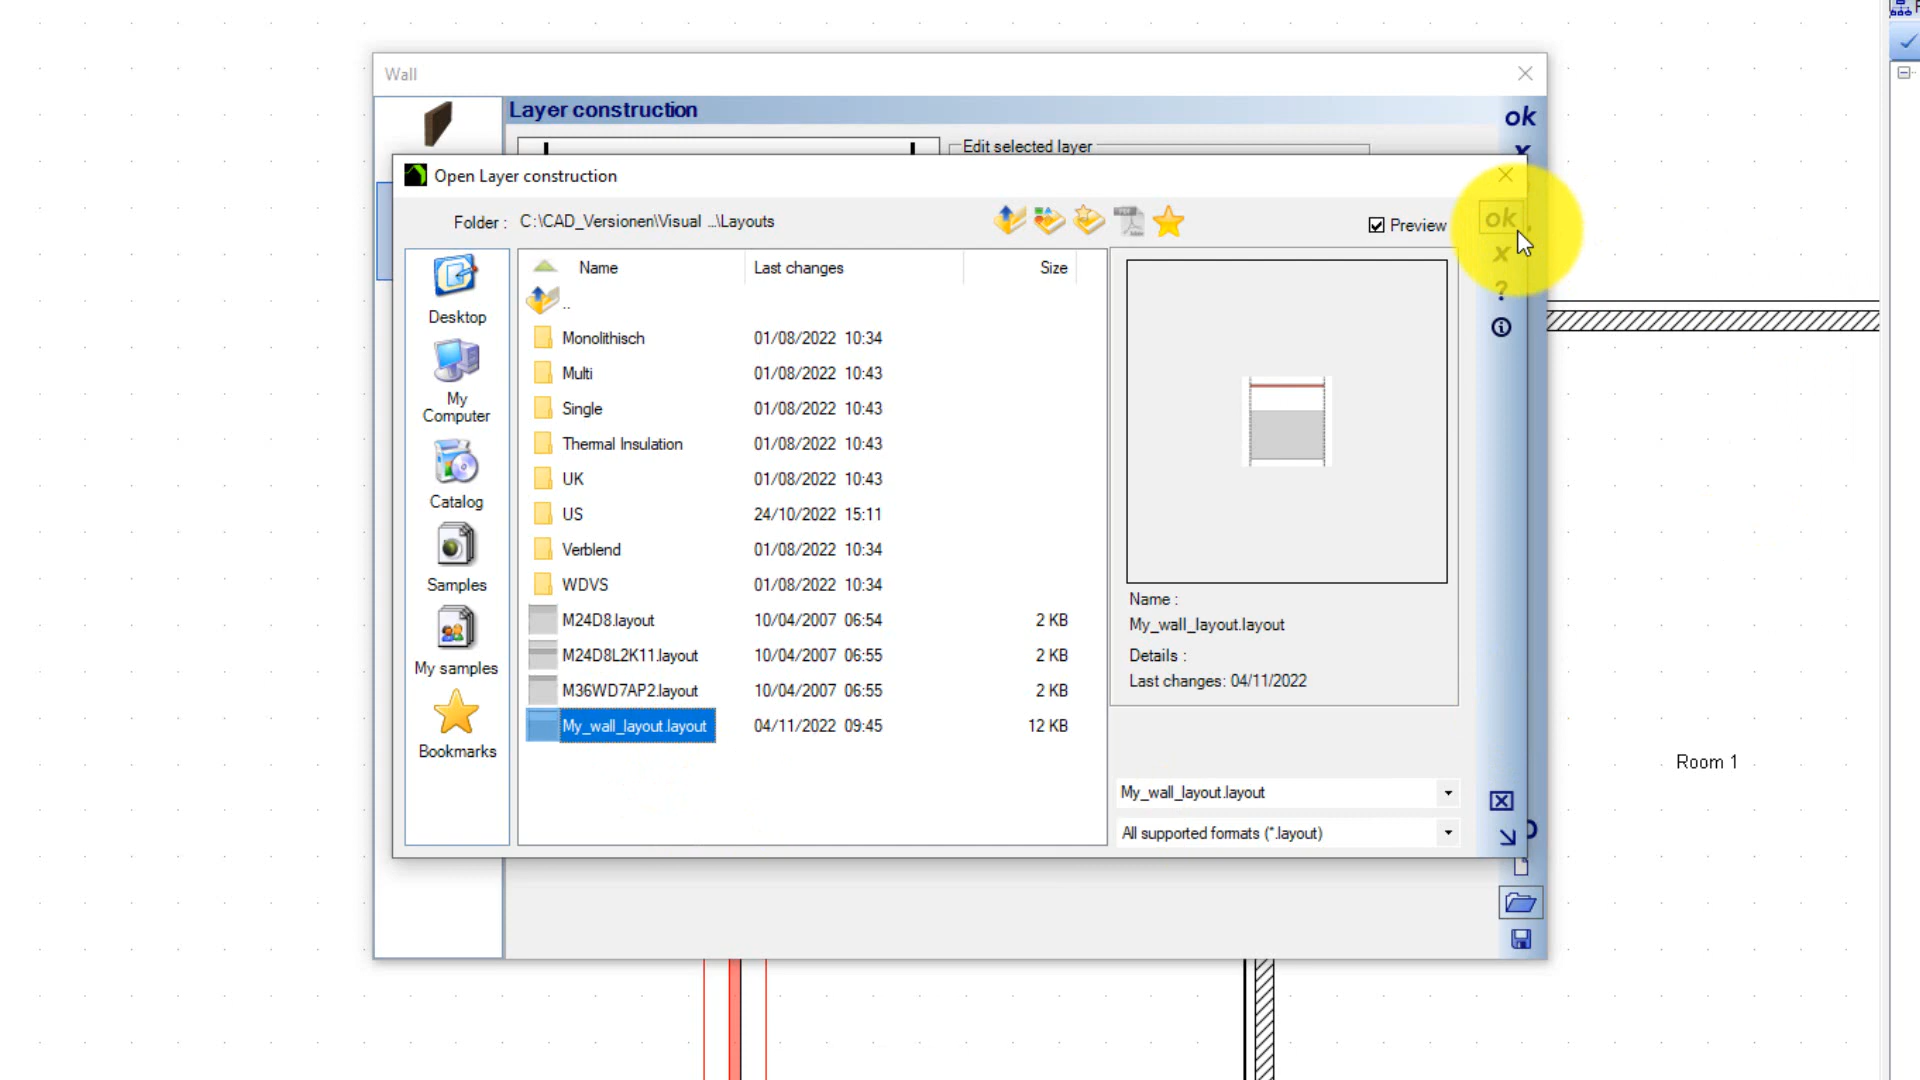 Wall
Layer construction
ok
Edit selected layer
x
Open Layer construction
Folder : C:\CAD_Versionen\Visual ...\Layouts
Preview
ok
x
?
Desktop
My
Computer
Catalog
Samples
My samples
Bookmarks
Name Last changes Size
..
Monolithisch 01/08/2022 10:34
Multi 01/08/2022 10:43
Single 01/08/2022 10:43
Thermal Insulation 01/08/2022 10:43
UK 01/08/2022 10:43
US 24/10/2022 15:11
Verblend 01/08/2022 10:34
WDVS 01/08/2022 10:34
M24D8.layout 10/04/2007 06:54 2 KB
M24D8L2K11.layout 10/04/2007 06:55 2 KB
M36WD7AP2.layout 10/04/2007 06:55 2 KB
My_wall_layout.layout 04/11/2022 09:45 12 KB
Name :
My_wall_layout.layout
Details :
Last changes: 04/11/2022
My_wall_layout.layout
All supported formats (*.layout)
Room 1